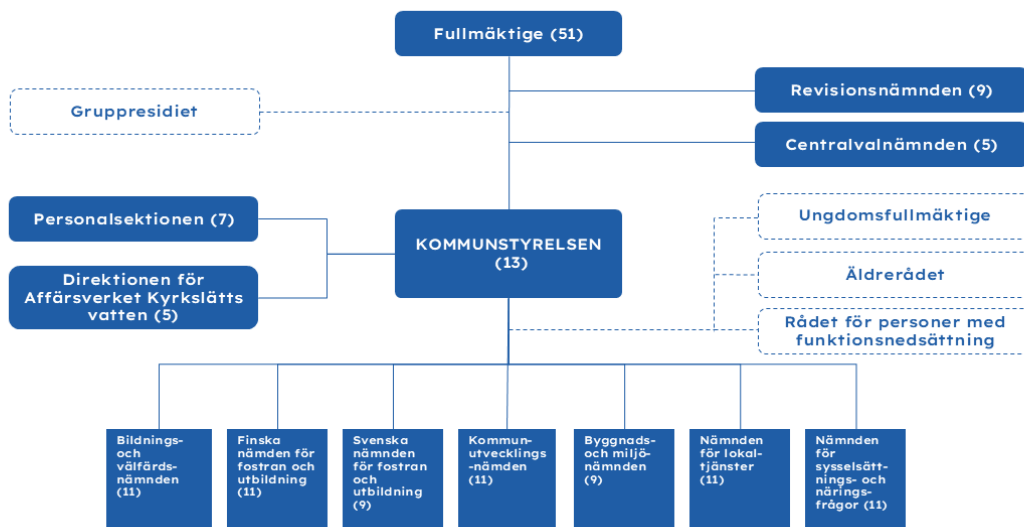 Fullmäktige (51)
Revisionsnämnden (9)
Gruppresidiet
Centralvalnämnden (5)
Personalsektionen (7)
KOMMUNSTYRELSEN
(13)
Ungdomsfullmäktige
Direktionen för
Affärsverket Kyrkslätts
vatten (5)
Äldrerådet
Rådet för personer med
funktionsnedsättning
Bildnings-
och
välfärds-
nämnden
(11)
Finska
nämden för
fostran och
utbildning (11)
Svenska
nämnden
för fostran
och
utbildning
(9)
Kommun-
utvecklings
-nämden
(11)
Byggnads-
och miljö-
nämnden
(9)
Nämnden
för lokal-
tjänster
(11)
Nämnden
för
sysselsätt-
nings- och
närings-
frågor (11)